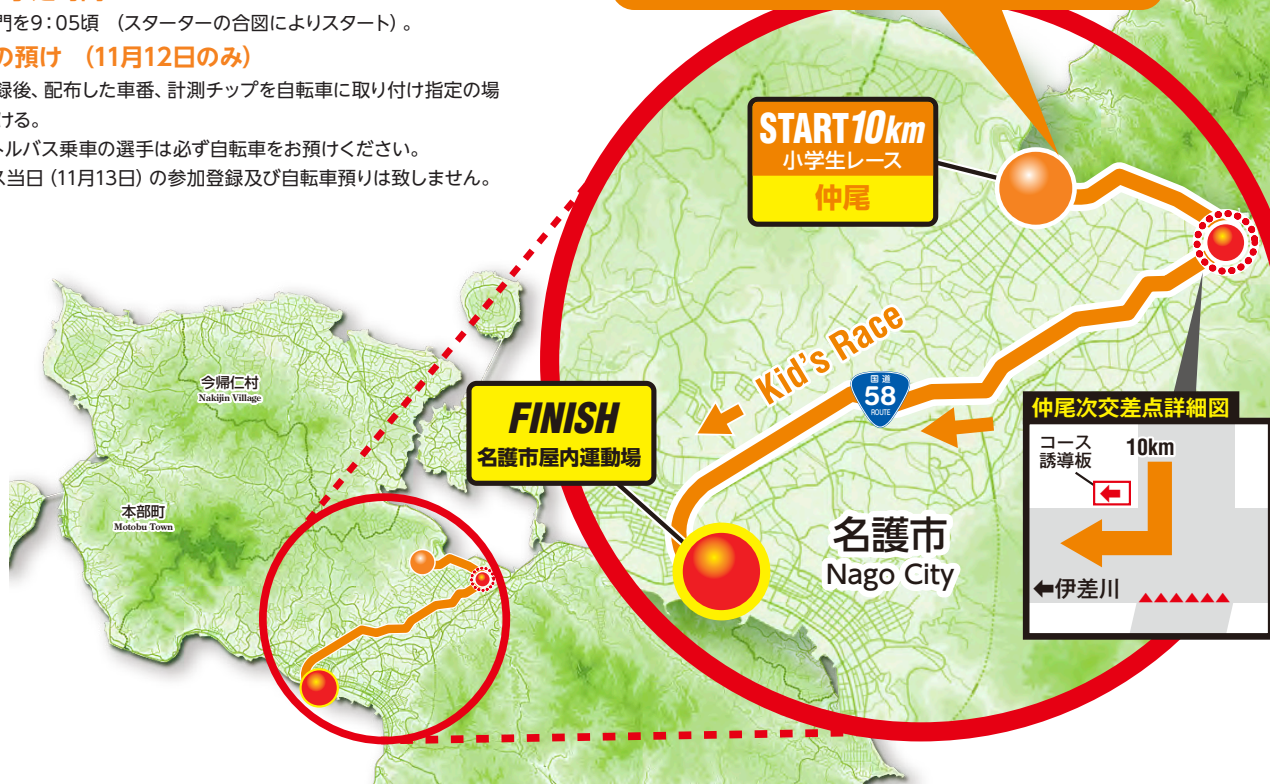 門を9：05頃 （スターターの合図によりスタート）。
の預け （11月12日のみ）
録後、配布した車番、計測チップを自転車に取り付け指定の場
ける。
トルバス乗車の選手は必ず自転車をお預けください。
ス当日（11月13日）の参加登録及び自転車預りは致しません。
START10km
小学生レース
仲尾
Kid's Race
国道
58
ROUTE
FINISH
名護市屋内運動場
今帰仁村
Nakijin Village
本部町
Motobu Town
名護市
Nago City
仲尾次交差点詳細図
コース
誘導板
10km
伊差川